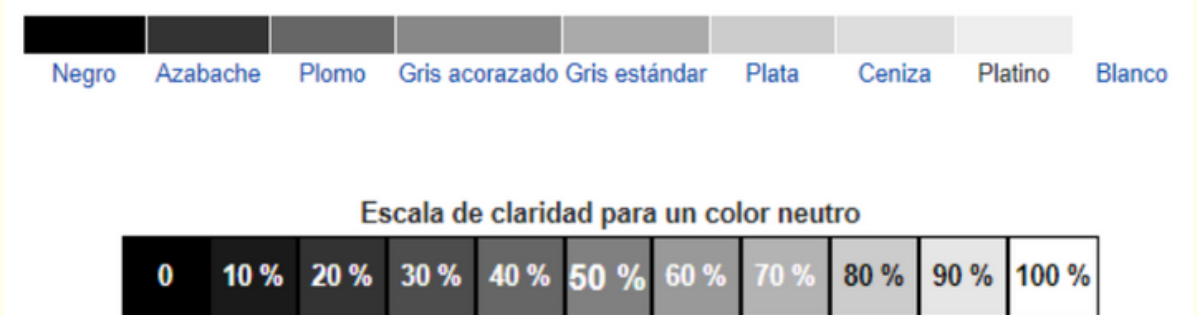 Negro Azabache Plomo Gris acorazado Gris estándar Plata Ceniza Platino Blanco
Escala de claridad para un color neutro
0 10 % 20 % 30 % 40 % 50 % 60 % 70 % 80 % 90 % 100 %